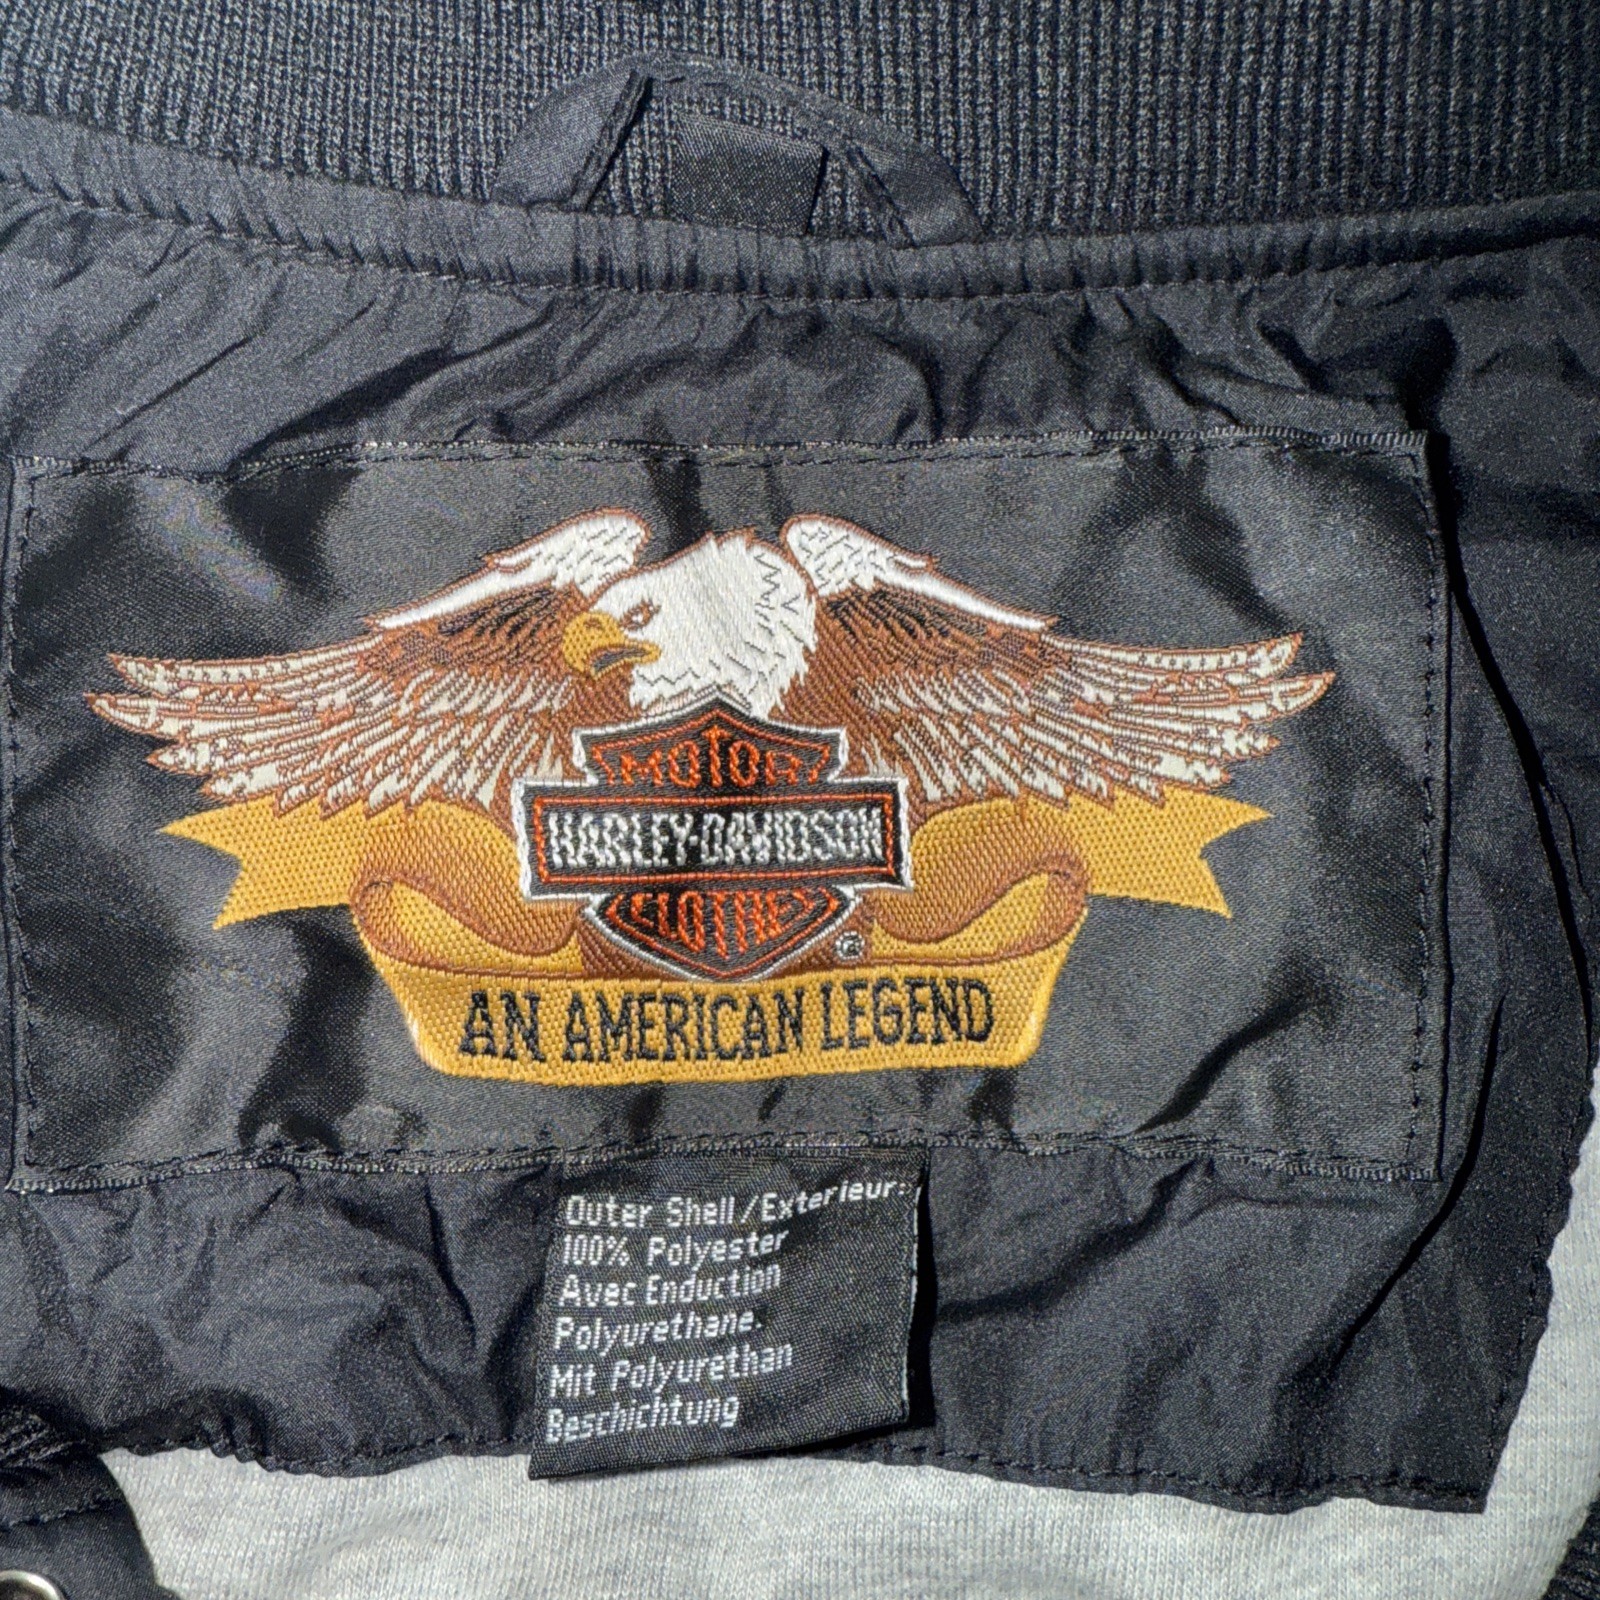 MOTOR
HARLEY-DAVIDSON
CLOTHES
®
AN AMERICAN LEGEND
Outer Shell/Exterieur:
100% Polyester
Avec Enduction
Polyurethane.
Mit Polyurethan
Beschichtung